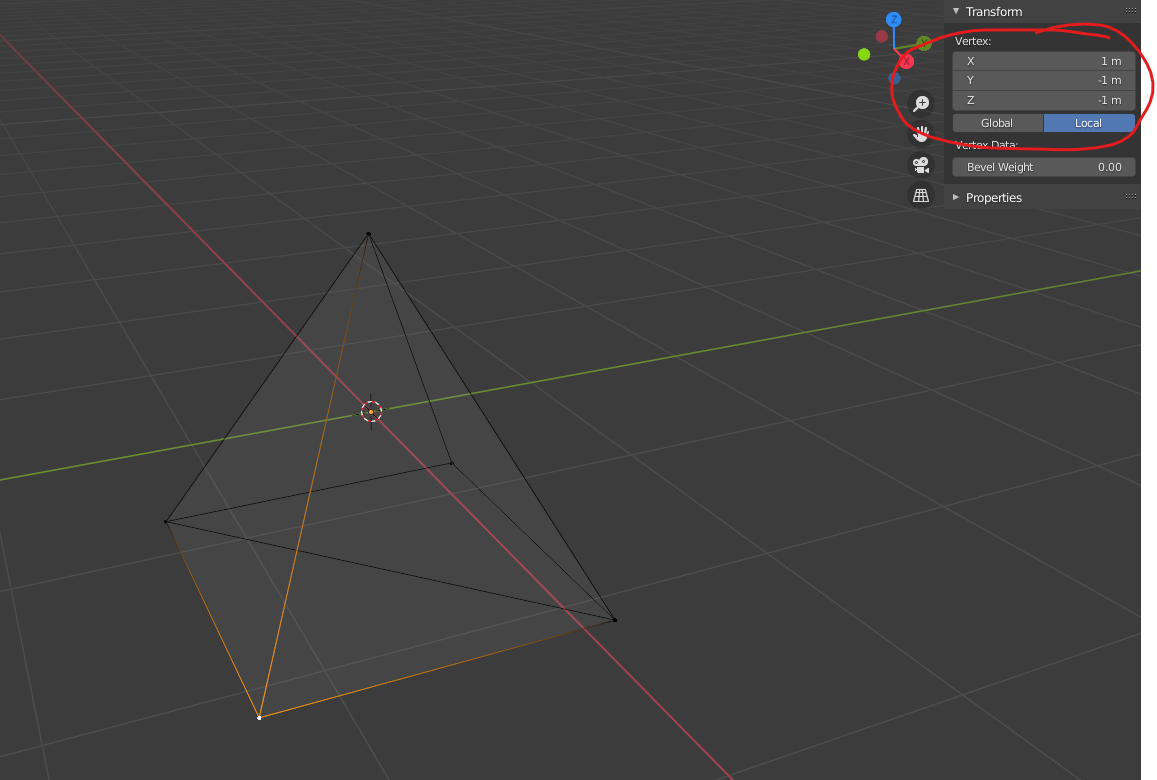 Transform
Z
Y
X
Vertex:
X 1 m
Y -1 m
Z -1 m
Global Local
Vertex Data:
Bevel Weight 0.00
Properties